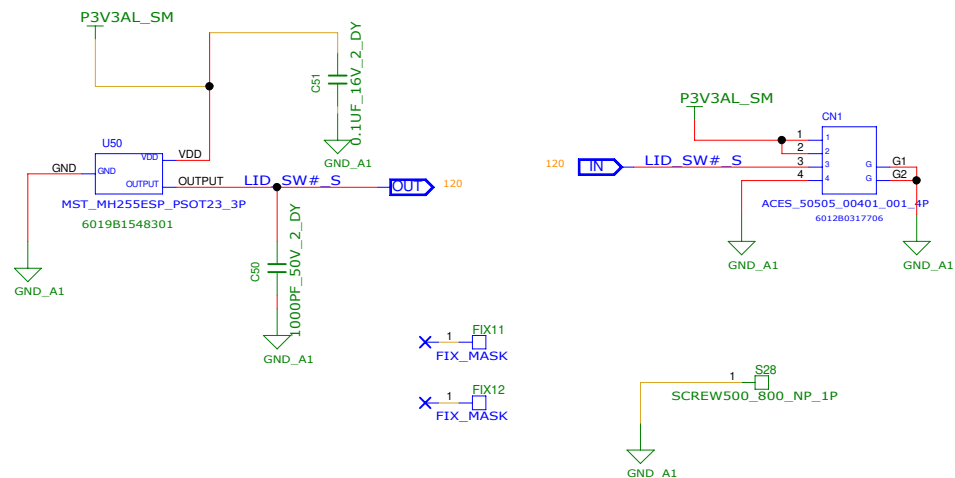 P3V3AL_SM
C51
0.1UF_16V_2_DY
GND_A1
U50
VDD
VDD
GND
GND
OUTPUT
OUTPUT
LID_SW#_S
OUT
120
MST_MH255ESP_PSOT23_3P
6019B1548301
GND_A1
C50
1000PF_50V_2_DY
GND_A1
P3V3AL_SM
CN1
1
1
2
2
120
IN
LID_SW#_S
3
3
G
G1
4
4
G
G2
ACES_50505_00401_001_4P
6012B0317706
GND_A1
GND_A1
FIX11
1
FIX_MASK
FIX12
1
FIX_MASK
S28
1
SCREW500_800_NP_1P
GND_A1